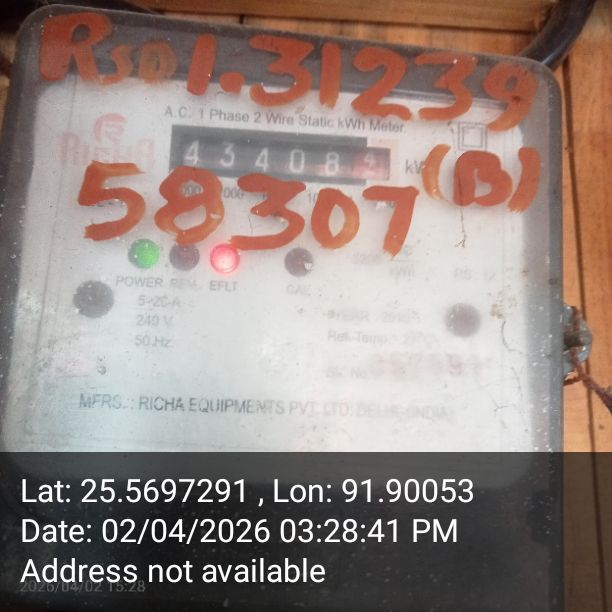 RSD1.31239
A.C. 1 Phase 2 Wire Static kWh Meter
434084
58307(B)
POWER REV. EFLT CAL
5-20 A
240 V
50 Hz
MFRS.: RICHA EQUIPMENTS PVT. LTD. DELHI (INDIA)
Lat: 25.5697291 , Lon: 91.90053
Date: 02/04/2026 03:28:41 PM
Address not available
2026/04/02 15:28